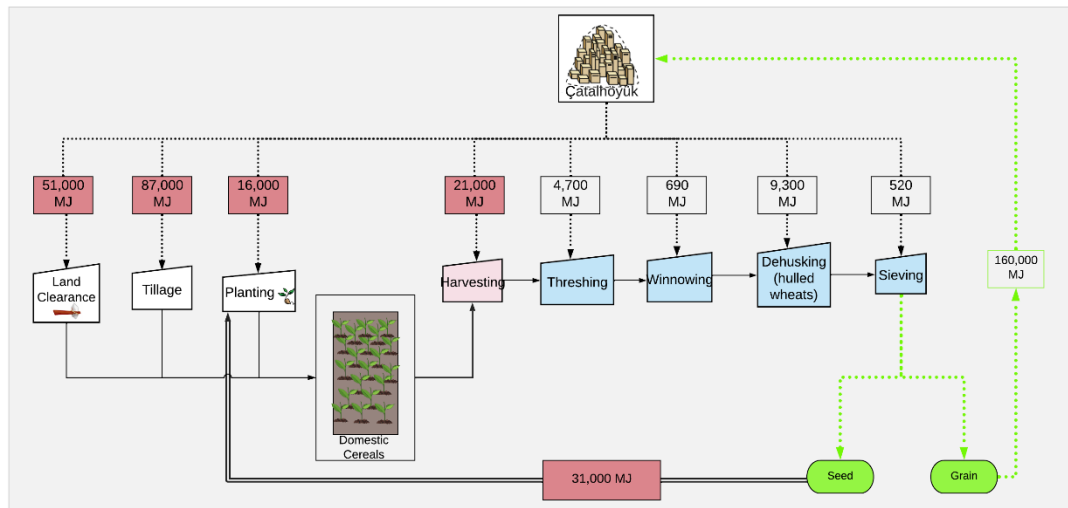 Çatalhöyük
51,000
MJ
87,000
MJ
16,000
MJ
21,000
MJ
4,700
MJ
690
MJ
9,300
MJ
520
MJ
160,000
MJ
Land
Clearance
Tillage
Planting
Harvesting
Threshing
Winnowing
Dehusking
(hulled
wheats)
Sieving
Domestic
Cereals
31,000 MJ
Seed
Grain